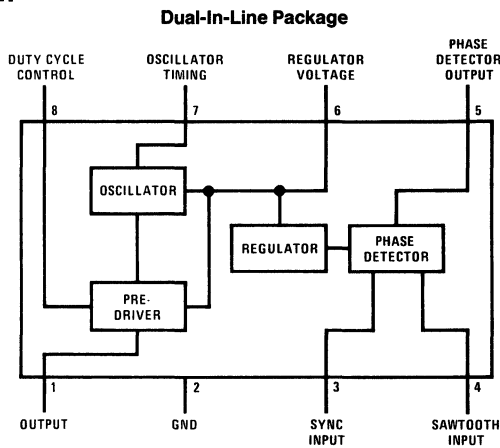 Dual-In-Line Package
DUTY CYCLE
CONTROL
OSCILLATOR
TIMING
REGULATOR
VOLTAGE
PHASE
DETECTOR
OUTPUT
8
7
6
5
OSCILLATOR
REGULATOR
PHASE
DETECTOR
PRE-
DRIVER
1
2
3
4
OUTPUT
GND
SYNC
INPUT
SAWTOOTH
INPUT